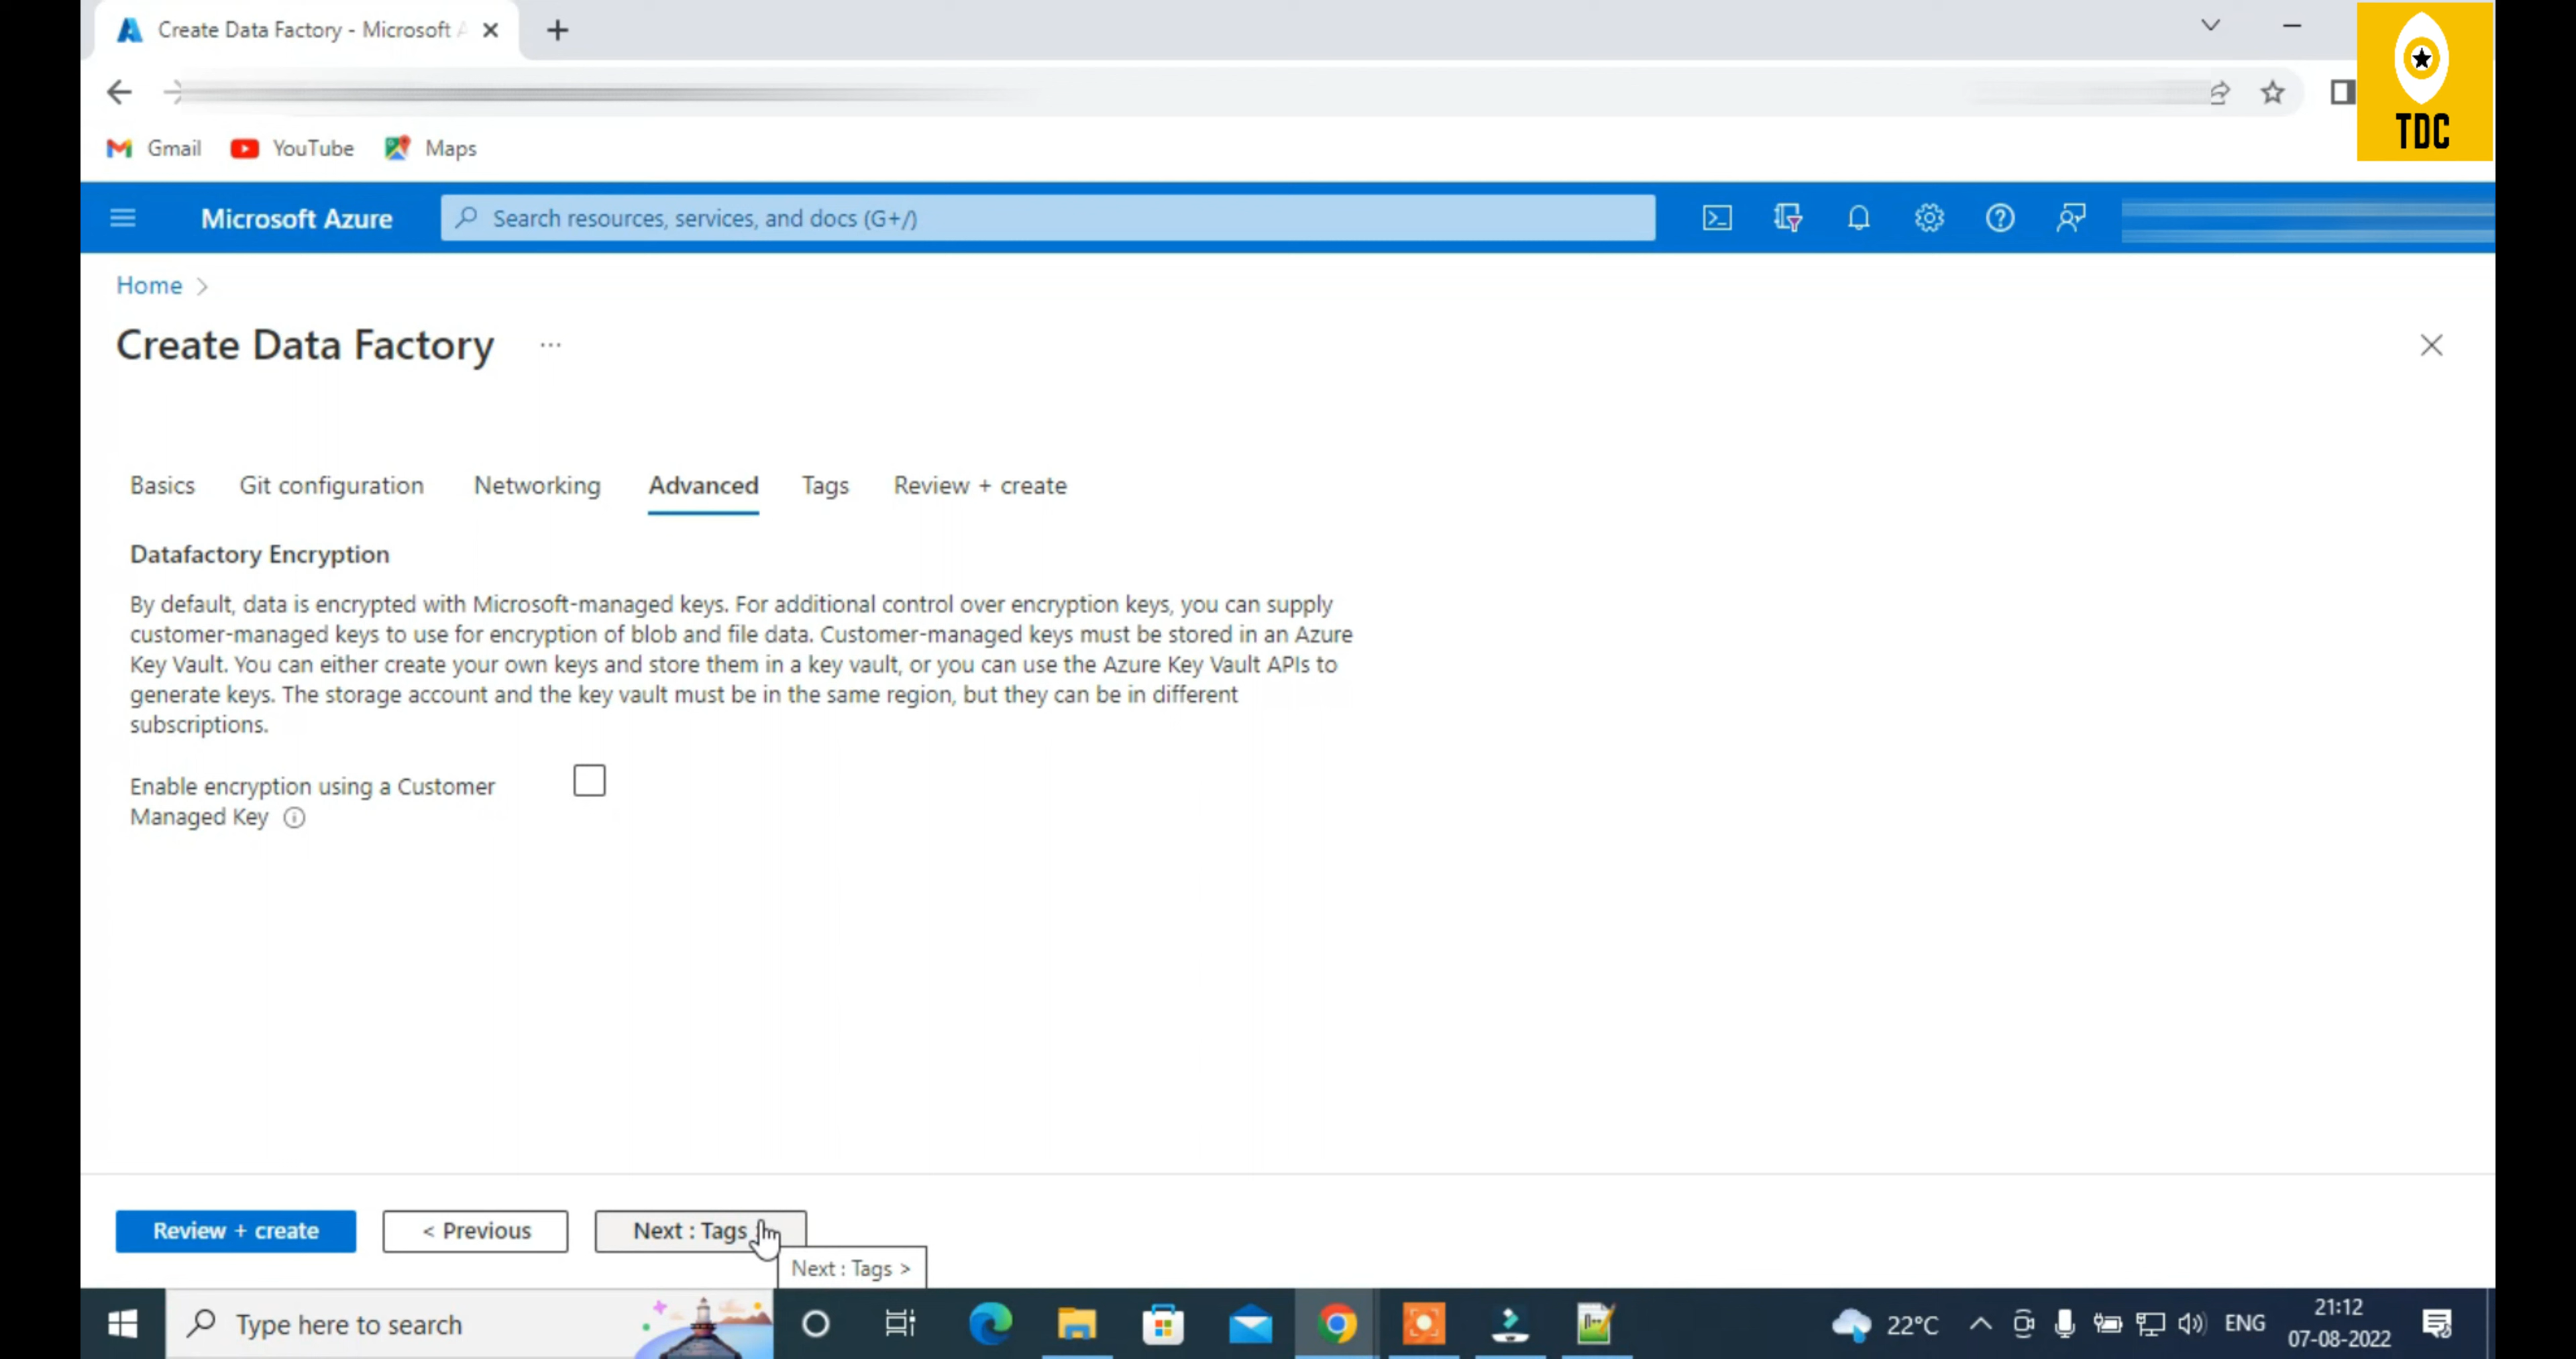 Create Data Factory - Microsoft A
Gmail
YouTube
Maps
TDC
Microsoft Azure
Search resources, services, and docs (G+/)
Home >
Create Data Factory ...
Basics
Git configuration
Networking
Advanced
Tags
Review + create
Datafactory Encryption
By default, data is encrypted with Microsoft-managed keys. For additional control over encryption keys, you can supply
customer-managed keys to use for encryption of blob and file data. Customer-managed keys must be stored in an Azure
Key Vault. You can either create your own keys and store them in a key vault, or you can use the Azure Key Vault APIs to
generate keys. The storage account and the key vault must be in the same region, but they can be in different
subscriptions.
Enable encryption using a Customer
Managed Key
Review + create
< Previous
Next : Tags
Next : Tags >
Type here to search
22°C
ENG
21:12
07-08-2022